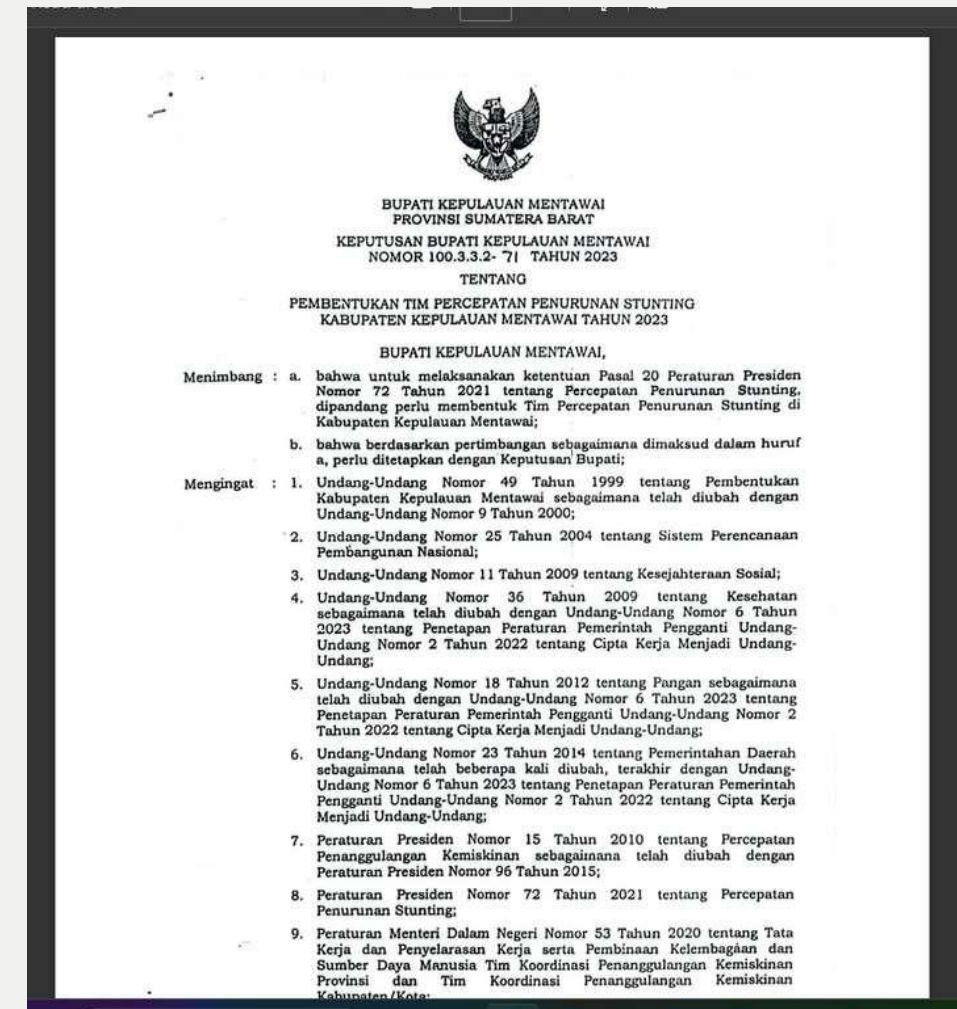 BUPATI KEPULAUAN MENTAWAI
PROVINSI SUMATERA BARAT
KEPUTUSAN BUPATI KEPULAUAN MENTAWAI
NOMOR 100.3.3.2- 71 TAHUN 2023
TENTANG
PEMBENTUKAN TIM PERCEPATAN PENURUNAN STUNTING
KABUPATEN KEPULAUAN MENTAWAI TAHUN 2023
BUPATI KEPULAUAN MENTAWAI,
Menimbang : a. bahwa untuk melaksanakan ketentuan Pasal 20 Peraturan Presiden
Nomor 72 Tahun 2021 tentang Percepatan Penurunan Stunting,
dipandang perlu membentuk Tim Percepatan Penurunan Stunting di
Kabupaten Kepulauan Mentawai;
b. bahwa berdasarkan pertimbangan sebagaimana dimaksud dalam huruf
a, perlu ditetapkan dengan Keputusan Bupati;
Mengingat : 1. Undang-Undang Nomor 49 Tahun 1999 tentang Pembentukan
Kabupaten Kepulauan Mentawai sebagaimana telah diubah dengan
Undang-Undang Nomor 9 Tahun 2000;
2. Undang-Undang Nomor 25 Tahun 2004 tentang Sistem Perencanaan
Pembangunan Nasional;
3. Undang-Undang Nomor 11 Tahun 2009 tentang Kesejahteraan Sosial;
4. Undang-Undang Nomor 36 Tahun 2009 tentang Kesehatan
sebagaimana telah diubah dengan Undang-Undang Nomor 6 Tahun
2023 tentang Penetapan Peraturan Pemerintah Pengganti Undang-
Undang Nomor 2 Tahun 2022 tentang Cipta Kerja Menjadi Undang-
Undang;
5. Undang-Undang Nomor 18 Tahun 2012 tentang Pangan sebagaimana
telah diubah dengan Undang-Undang Nomor 6 Tahun 2023 tentang
Penetapan Peraturan Pemerintah Pengganti Undang-Undang Nomor 2
Tahun 2022 tentang Cipta Kerja Menjadi Undang-Undang;
6. Undang-Undang Nomor 23 Tahun 2014 tentang Pemerintahan Daerah
sebagaimana telah beberapa kali diubah, terakhir dengan Undang-
Undang Nomor 6 Tahun 2023 tentang Penetapan Peraturan Pemerintah
Pengganti Undang-Undang Nomor 2 Tahun 2022 tentang Cipta Kerja
Menjadi Undang-Undang;
7. Peraturan Presiden Nomor 15 Tahun 2010 tentang Percepatan
Penanggulangan Kemiskinan sebagaimana telah diubah dengan
Peraturan Presiden Nomor 96 Tahun 2015;
8. Peraturan Presiden Nomor 72 Tahun 2021 tentang Percepatan
Penurunan Stunting;
9. Peraturan Menteri Dalam Negeri Nomor 53 Tahun 2020 tentang Tata
Kerja dan Penyelarasan Kerja serta Pembinaan Kelembagaan dan
Sumber Daya Manusia Tim Koordinasi Penanggulangan Kemiskinan
Provinsi dan Tim Koordinasi Penanggulangan Kemiskinan
Kabupaten/Kota;